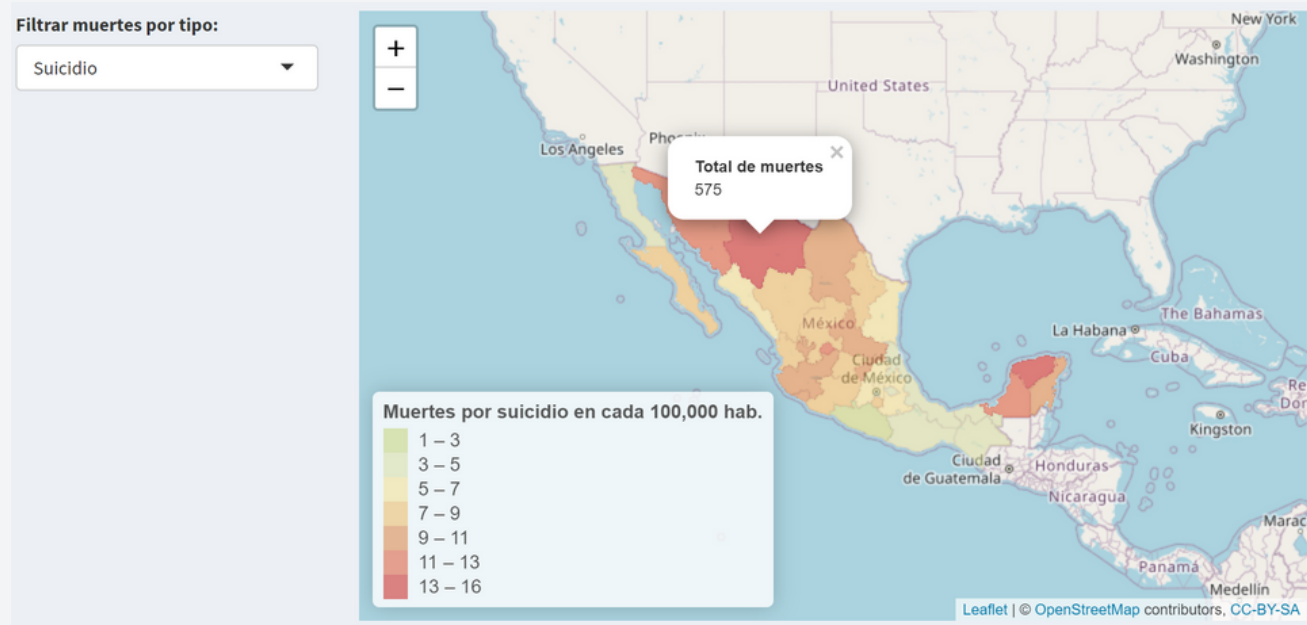 Filtrar muertes por tipo:
Suicidio
+
−
New York
Washington
United States
Los Angeles
Total de muertes ×
575
México
The Bahamas
La Habana
Cuba
Ciudad
de México
Kingston
Muertes por suicidio en cada 100,000 hab.
1 – 3
3 – 5
5 – 7
7 – 9
9 – 11
11 – 13
13 – 16
Ciudad
de Guatemala
Honduras
Nicaragua
Panamá
Medellín
Leaflet | © OpenStreetMap contributors, CC-BY-SA